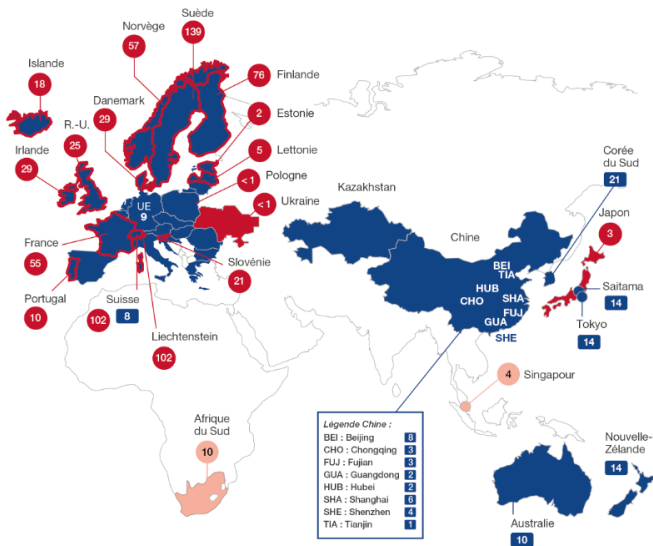 Suède
139
Norvège
57
Islande
18
76
Finlande
Danemark
29
2
Estonie
R.-U.
25
Irlande
29
5
Lettonie
<1
Pologne
UE
9
<1
Ukraine
France
55
Slovénie
21
Portugal
10
Suisse
102
8
Liechtenstein
102
Afrique
du Sud
10
Kazakhstan
Chine
Corée
du Sud
21
Japon
3
BEI
TIA
HUB
CHO
SHA
FUJ
GUA
SHE
Saitama
14
Tokyo
14
4
Singapour
Légende Chine :
BEI : Beijing 8
CHO : Chongqing 3
FUJ : Fujian 3
GUA : Guangdong 2
HUB : Hubei 2
SHA : Shanghai 6
SHE : Shenzhen 4
TIA : Tianjin 1
Nouvelle-
Zélande
14
Australie
10